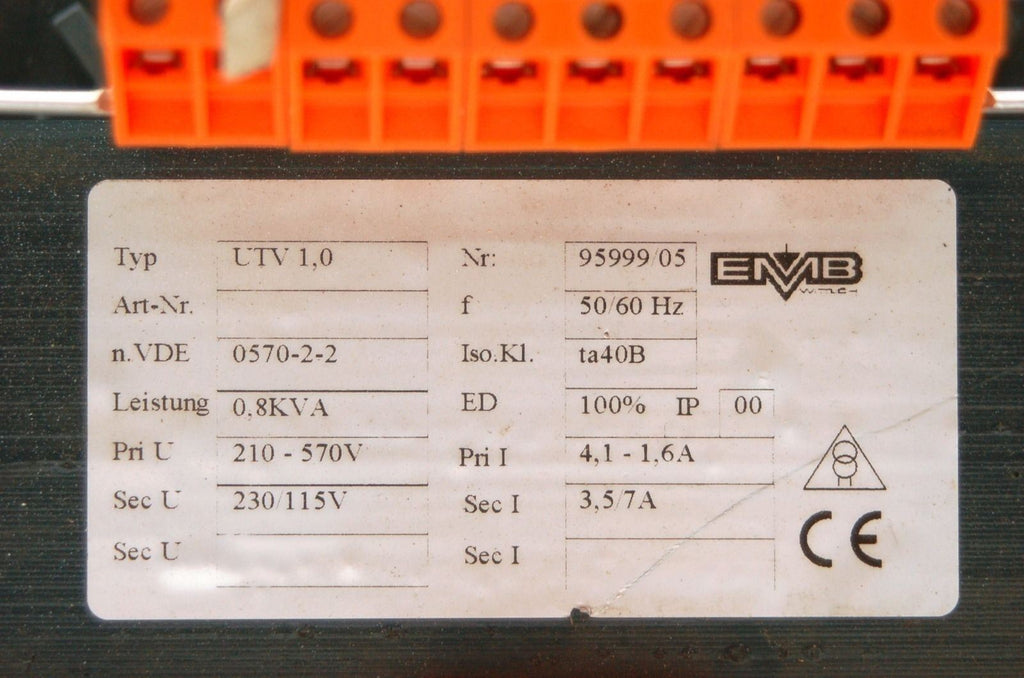 Typ UTV 1,0 Nr: 95999/05 EMB
Art-Nr. f 50/60 Hz
n.VDE 0570-2-2 Iso.Kl. ta40B
Leistung 0,8KVA ED 100% IP 00
Pri U 210 - 570V Pri I 4,1 - 1,6A
Sec U 230/115V Sec I 3,5/7A
CE
Sec U Sec I